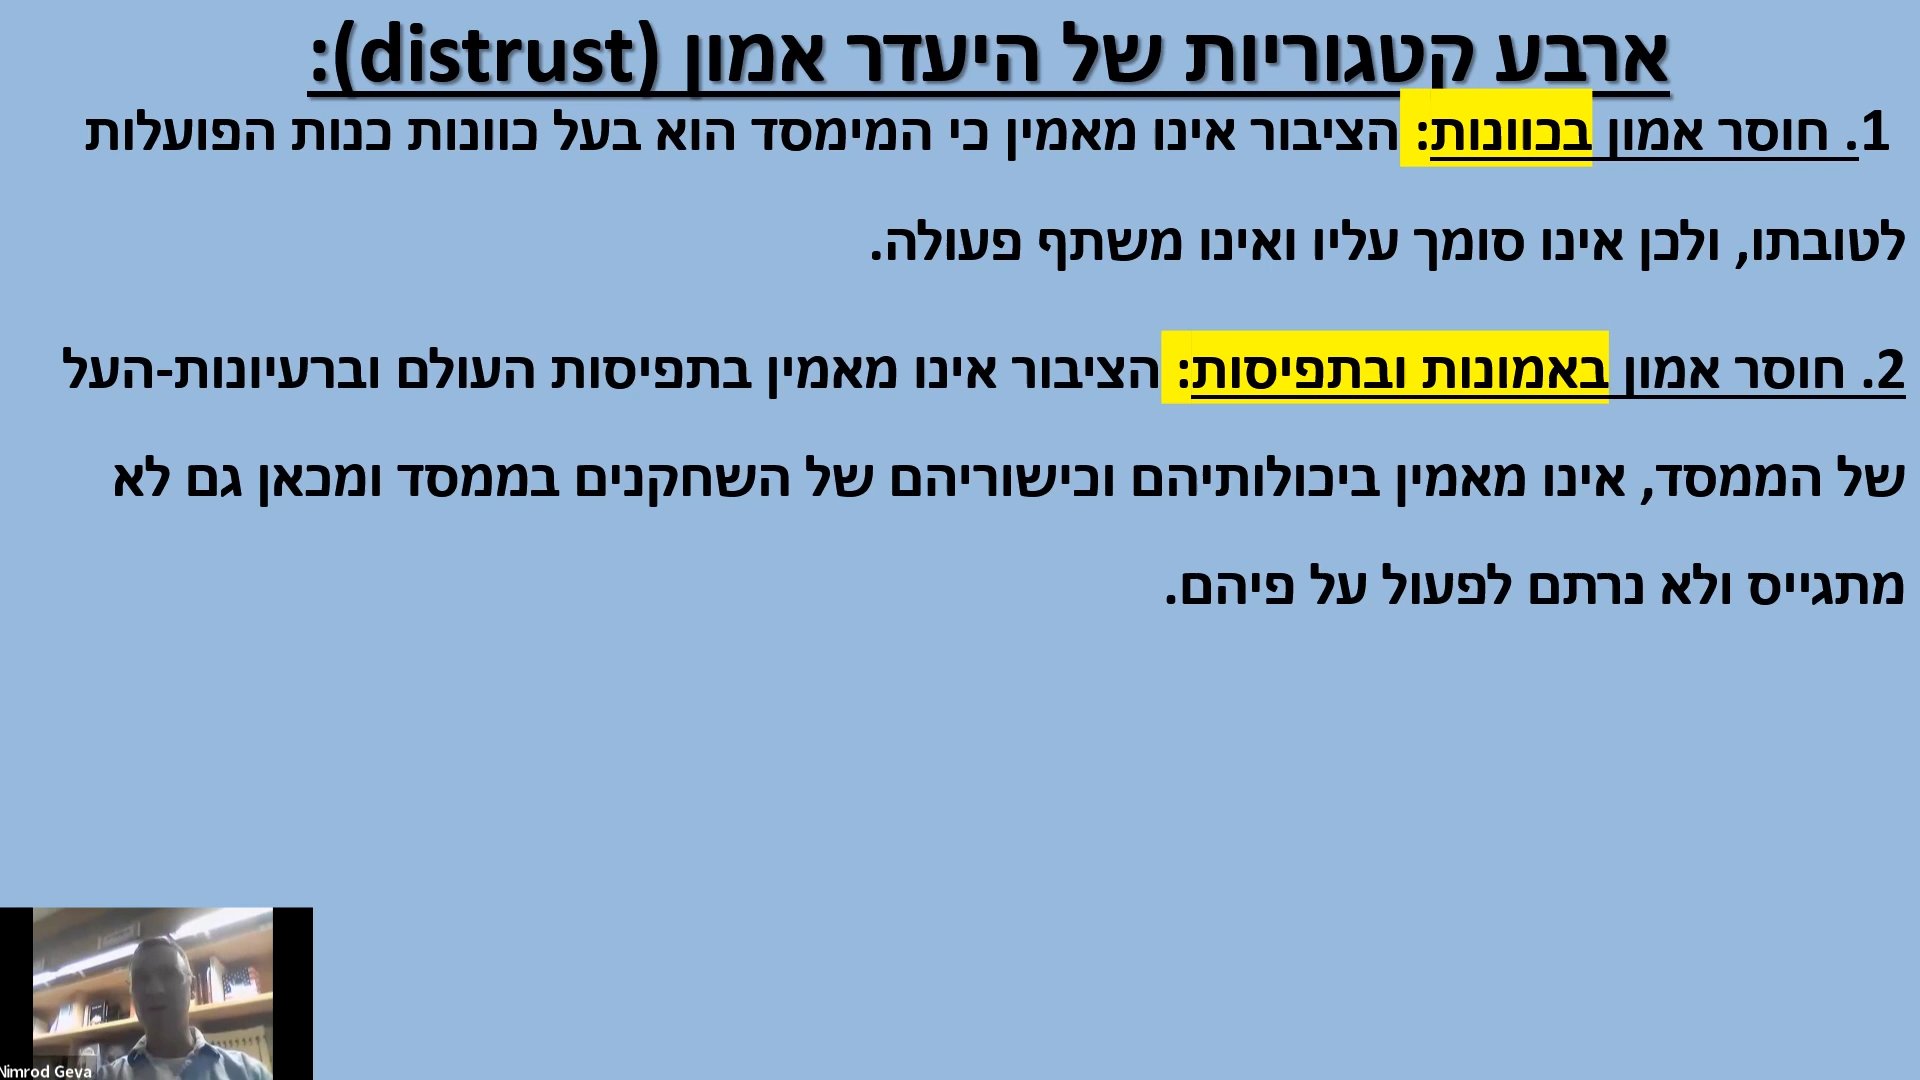 ארבע קטגוריות של היעדר אמון (distrust):
1. חוסר אמון בכוונות: הציבור אינו מאמין כי המימסד הוא בעל כוונות כנות הפועלות
לטובתו, ולכן אינו סומך עליו ואינו משתף פעולה.
2. חוסר אמון באמונות ובתפיסות: הציבור אינו מאמין בתפיסות העולם וברעיונות-העל
של הממסד, אינו מאמין ביכולותיהם וכישוריהם של השחקנים בממסד ומכאן גם לא
מתגייס ולא נרתם לפעול על פיהם.
Nimrod Geva